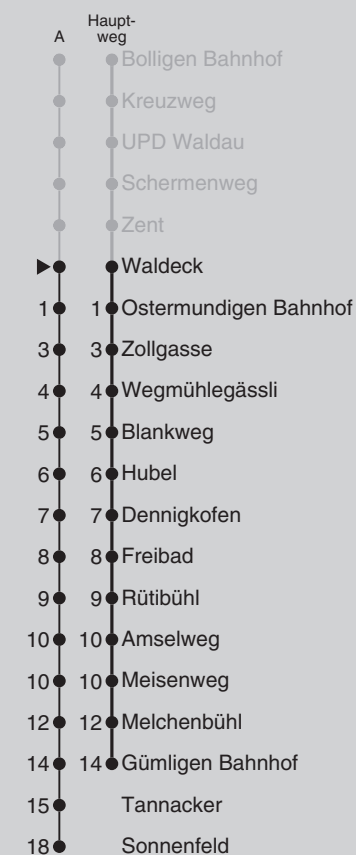 A
Haupt-
weg
Bolligen Bahnhof
Kreuzweg
UPD Waldau
Schermenweg
Zent
Waldeck
1 1 Ostermundigen Bahnhof
3 3 Zollgasse
4 4 Wegmühlegässli
5 5 Blankweg
6 6 Hubel
7 7 Dennigkofen
8 8 Freibad
9 9 Rütibühl
10 10 Amselweg
10 10 Meisenweg
12 12 Melchenbühl
14 14 Gümligen Bahnhof
15 Tannacker
18 Sonnenfeld